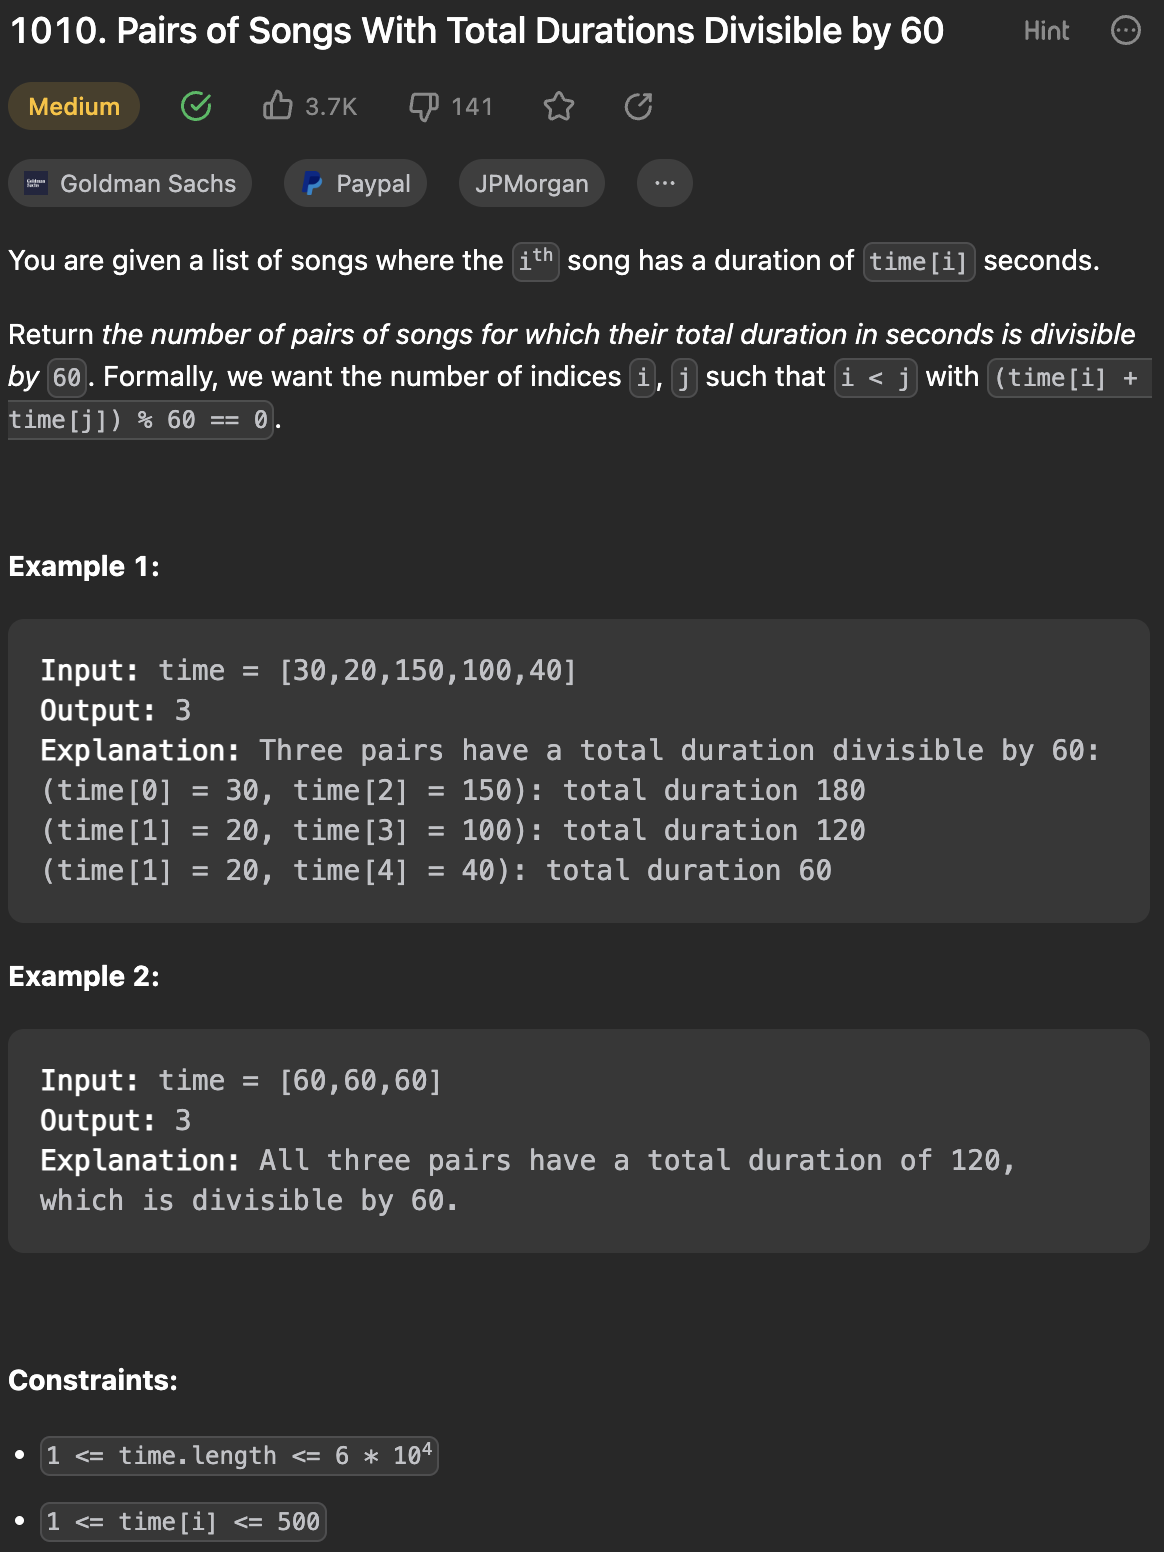 1010. Pairs of Songs With Total Durations Divisible by 60 Hint
Medium 3.7K 141
Goldman Sachs Goldman Sachs Paypal JPMorgan ...
You are given a list of songs where the iᵗʰ song has a duration of time[i] seconds.
Return the number of pairs of songs for which their total duration in seconds is divisible
by 60. Formally, we want the number of indices i, j such that i < j with (time[i] +
time[j]) % 60 == 0.
Example 1:
Input: time = [30,20,150,100,40]
Output: 3
Explanation: Three pairs have a total duration divisible by 60:
(time[0] = 30, time[2] = 150): total duration 180
(time[1] = 20, time[3] = 100): total duration 120
(time[1] = 20, time[4] = 40): total duration 60
Example 2:
Input: time = [60,60,60]
Output: 3
Explanation: All three pairs have a total duration of 120,
which is divisible by 60.
Constraints:
• 1 <= time.length <= 6 * 10⁴
• 1 <= time[i] <= 500